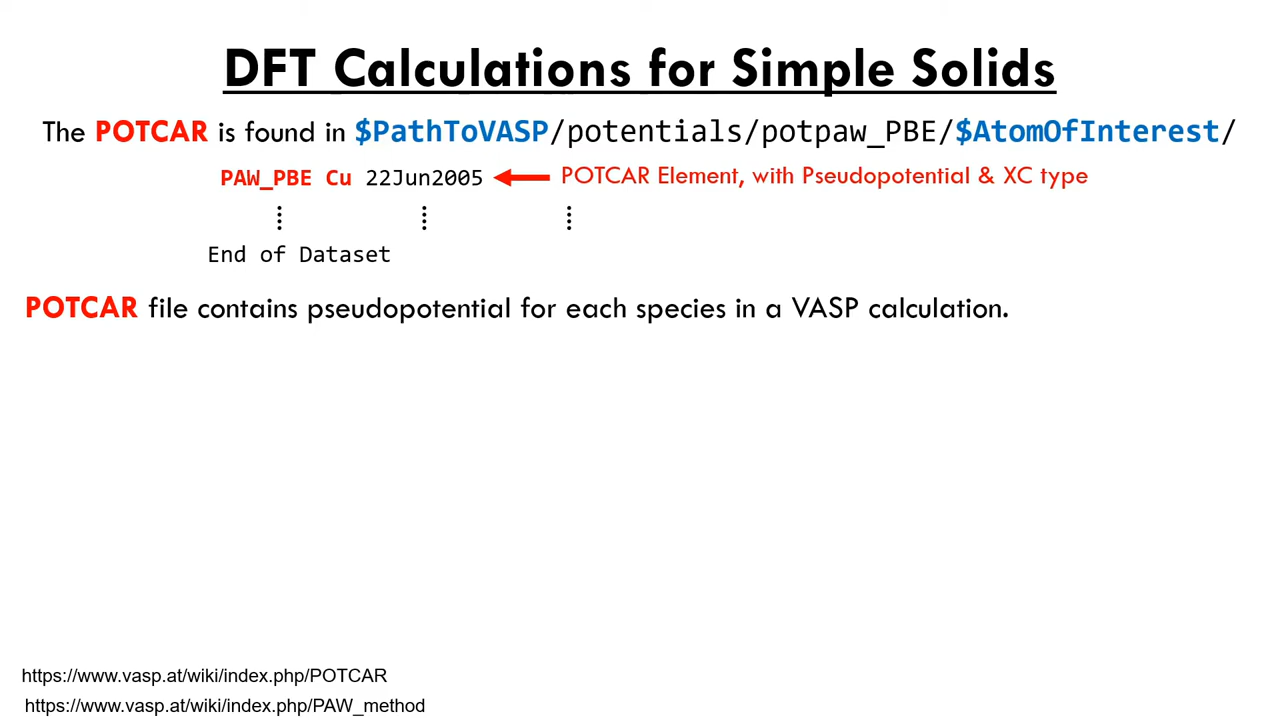 DFT Calculations for Simple Solids
The POTCAR is found in $PathToVASP/potentials/potpaw_PBE/$AtomOfInterest/
PAW_PBE Cu 22Jun2005 POTCAR Element, with Pseudopotential & XC type
End of Dataset
POTCAR file contains pseudopotential for each species in a VASP calculation.
https://www.vasp.at/wiki/index.php/POTCAR
https://www.vasp.at/wiki/index.php/PAW_method